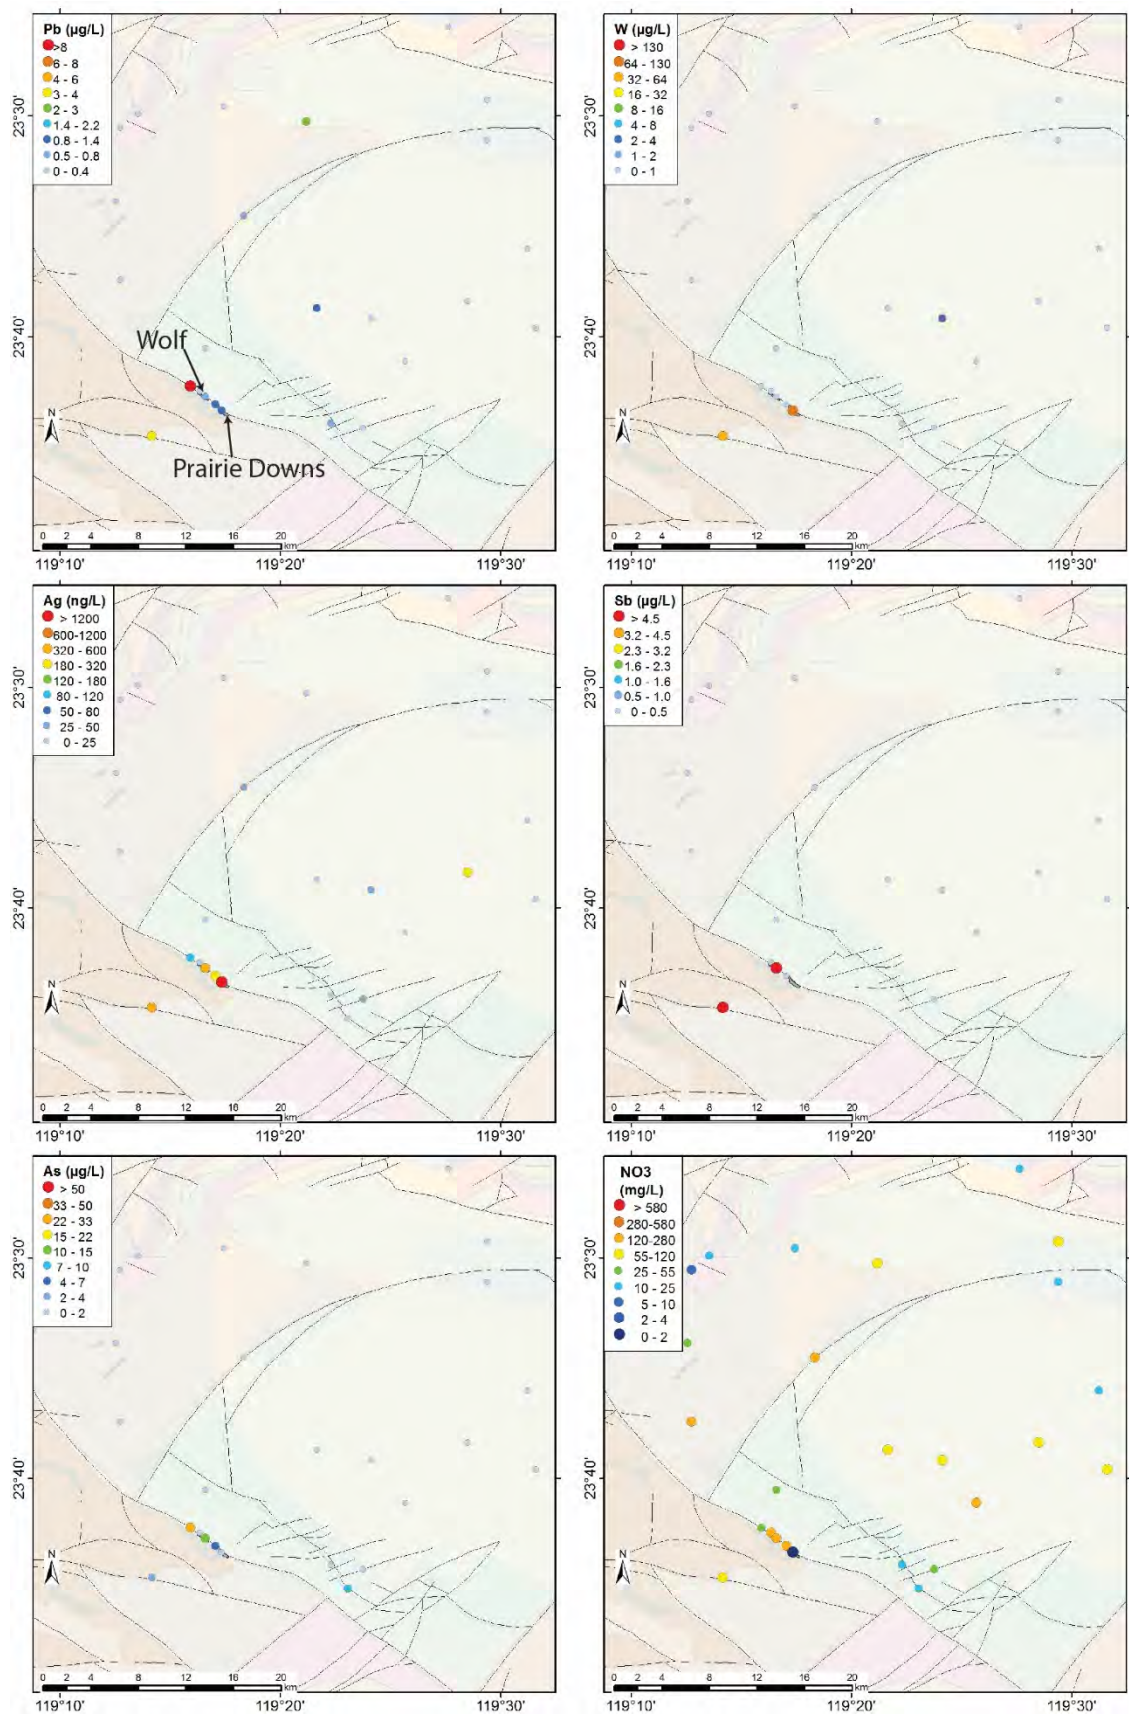 Pb (µg/L)
>8
6 - 8
4 - 6
3 - 4
2 - 3
1.4 - 2.2
0.8 - 1.4
0.5 - 0.8
0 - 0.4
23°30'
23°40'
Wolf
Prairie Downs
N
0 2 4 8 12 16 20
km
119°10' 119°20' 119°30'
W (µg/L)
> 130
64 - 130
32 - 64
16 - 32
8 - 16
4 - 8
2 - 4
1 - 2
0 - 1
23°30'
23°40'
N
0 2 4 8 12 16 20
km
119°10' 119°20' 119°30'
Ag (ng/L)
> 1200
600-1200
320 - 600
180 - 320
120 - 180
80 - 120
50 - 80
25 - 50
0 - 25
23°30'
23°40'
N
0 2 4 8 12 16 20
km
119°10' 119°20' 119°30'
Sb (µg/L)
> 4.5
3.2 - 4.5
2.3 - 3.2
1.6 - 2.3
1.0 - 1.6
0.5 - 1.0
0 - 0.5
23°30'
23°40'
N
0 2 4 8 12 16 20
km
119°10' 119°20' 119°30'
As (µg/L)
> 50
33 - 50
22 - 33
15 - 22
10 - 15
7 - 10
4 - 7
2 - 4
0 - 2
23°30'
23°40'
N
0 2 4 8 12 16 20
km
119°10' 119°20' 119°30'
NO3
(mg/L)
> 580
280-580
120-280
55-120
25 - 55
10 - 25
5 - 10
2 - 4
0 - 2
23°30'
23°40'
N
0 2 4 8 12 16 20
km
119°10' 119°20' 119°30'